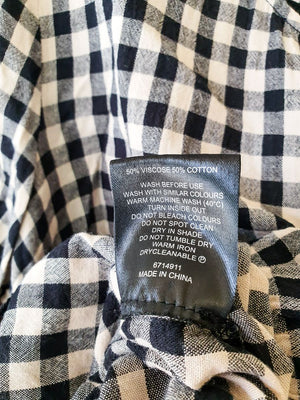 50% VISCOSE 50% COTTON
WASH BEFORE USE
WASH WITH SIMILAR COLOURS
WARM MACHINE WASH (40°C)
TURN INSIDE OUT
DO NOT BLEACH COLOURS
DO NOT SPOT CLEAN
DRY IN SHADE
DO NOT TUMBLE DRY
WARM IRON
DRYCLEANABLE Ⓟ
6714911
MADE IN CHINA